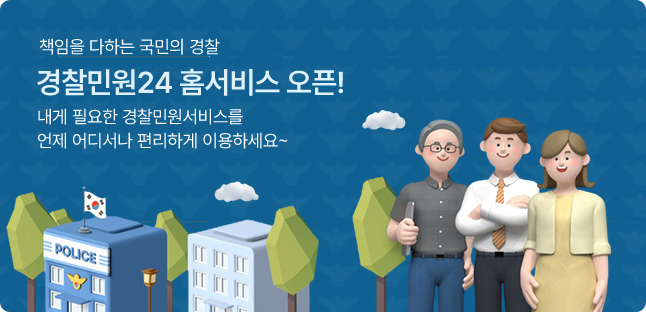 책임을 다하는 국민의 경찰
경찰민원24 홈서비스 오픈!
내게 필요한 경찰민원서비스를
언제 어디서나 편리하게 이용하세요~
POLICE